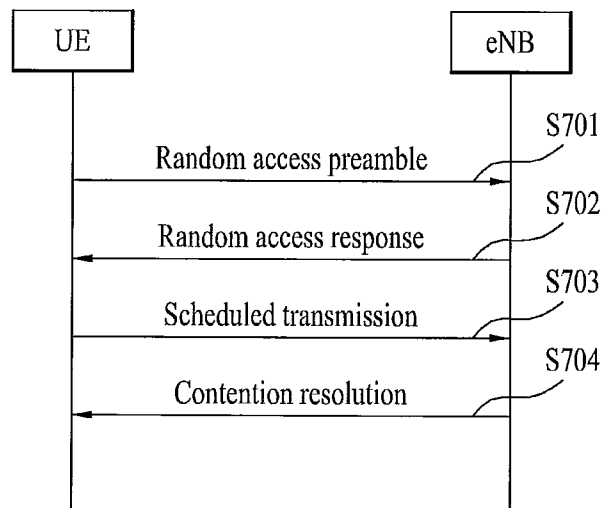 UE
eNB
S701
Random access preamble
S702
Random access response
S703
Scheduled transmission
S704
Contention resolution